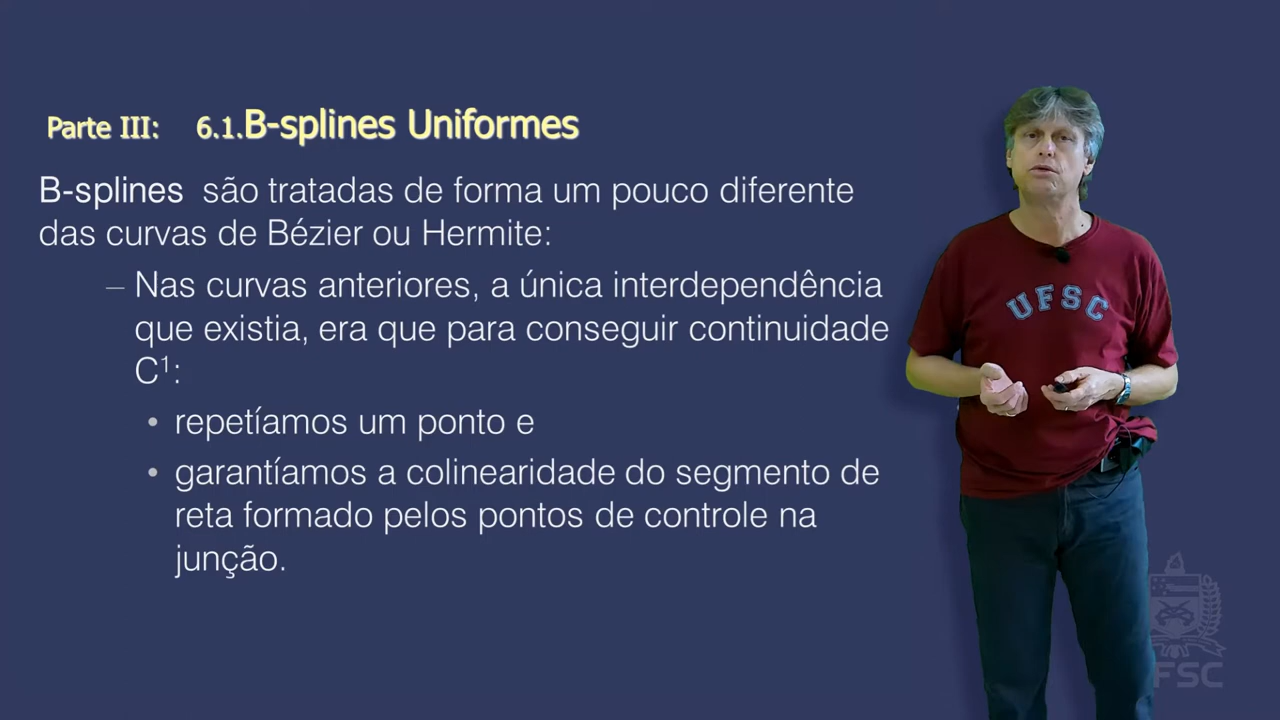 Parte III: 6.1.B-splines Uniformes
B-splines são tratadas de forma um pouco diferente
das curvas de Bézier ou Hermite:
– Nas curvas anteriores, a única interdependência
que existia, era que para conseguir continuidade
C¹:
• repetíamos um ponto e
• garantíamos a colinearidade do segmento de
reta formado pelos pontos de controle na
junção.
UFSC
FSC